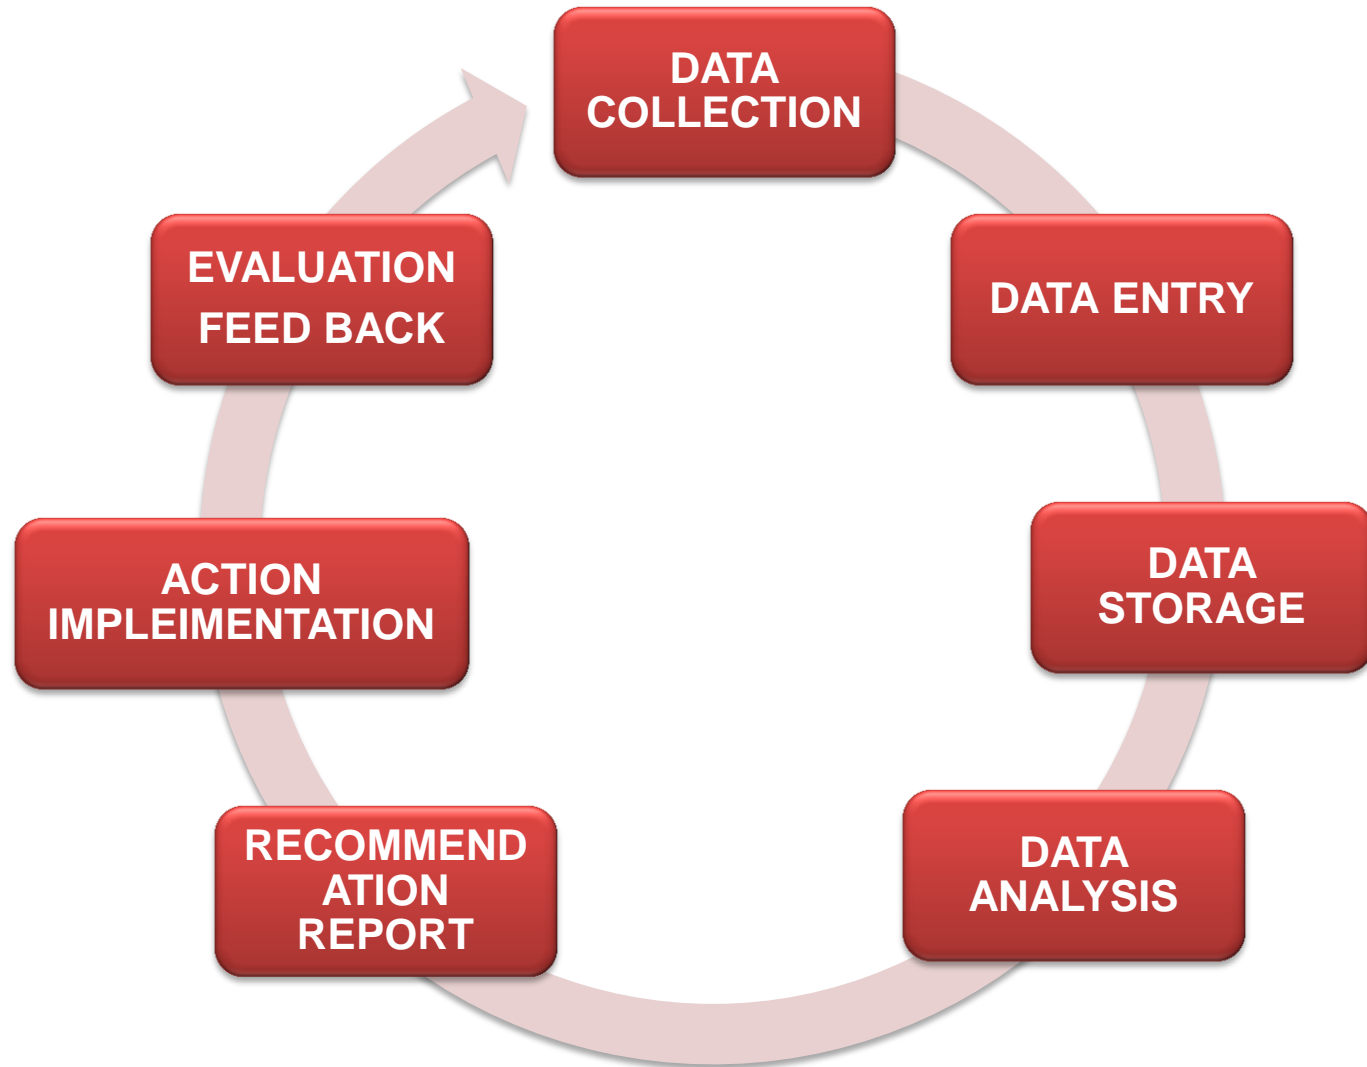 DATA
COLLECTION
DATA ENTRY
DATA
STORAGE
DATA
ANALYSIS
RECOMMEND
ATION
REPORT
ACTION
IMPLEIMENTATION
EVALUATION
FEED BACK